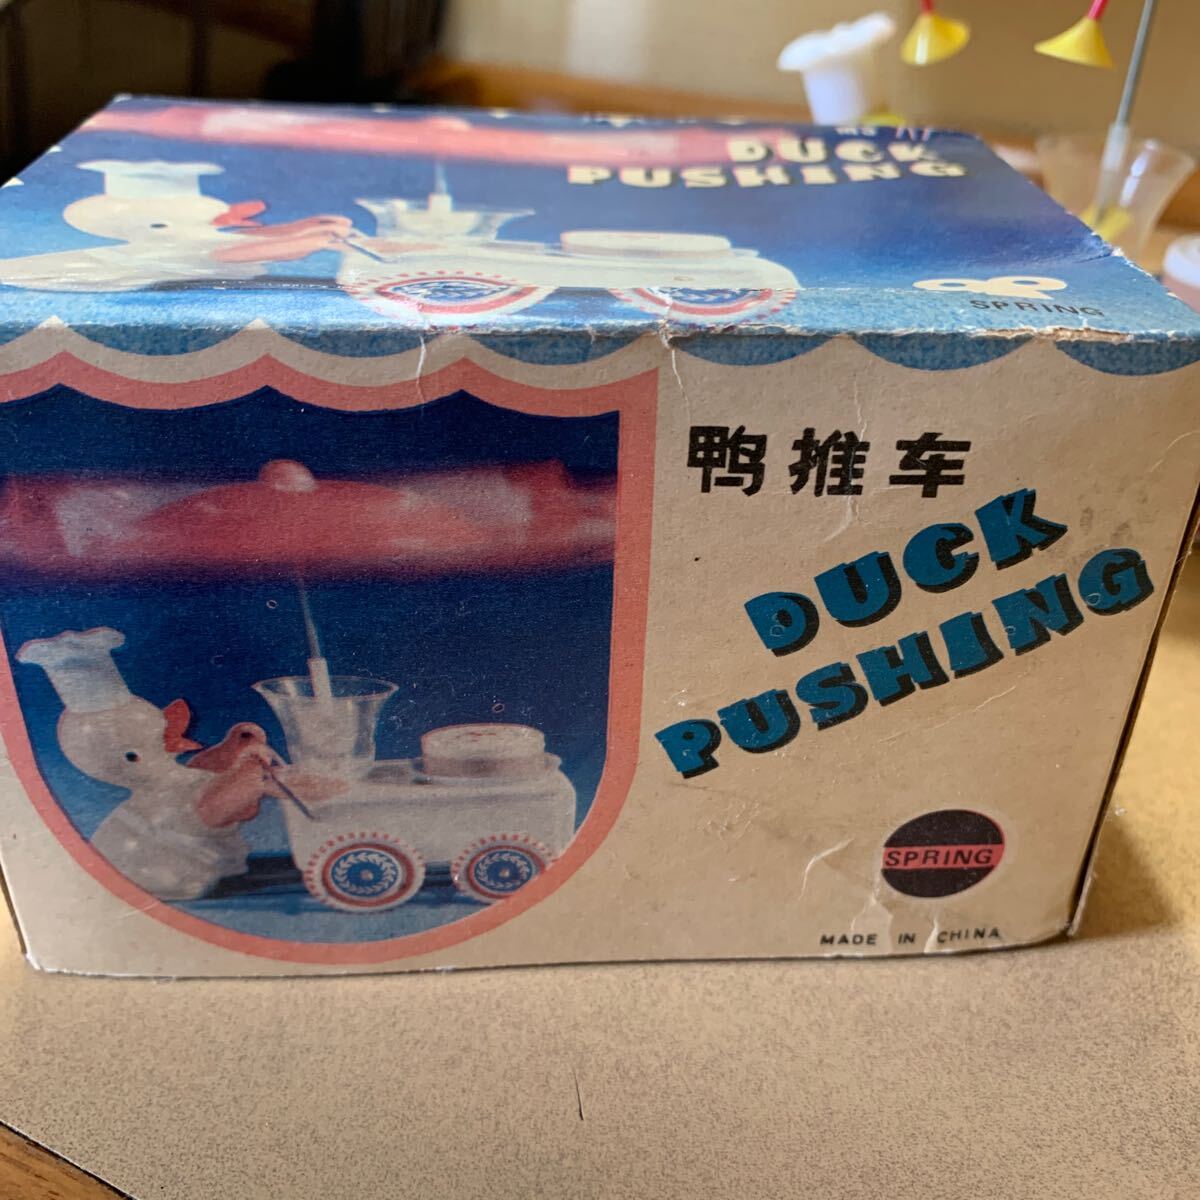 DUCK
PUSHING
SPRING
鸭推车
DUCK
PUSHING
SPRING
MADE IN CHINA